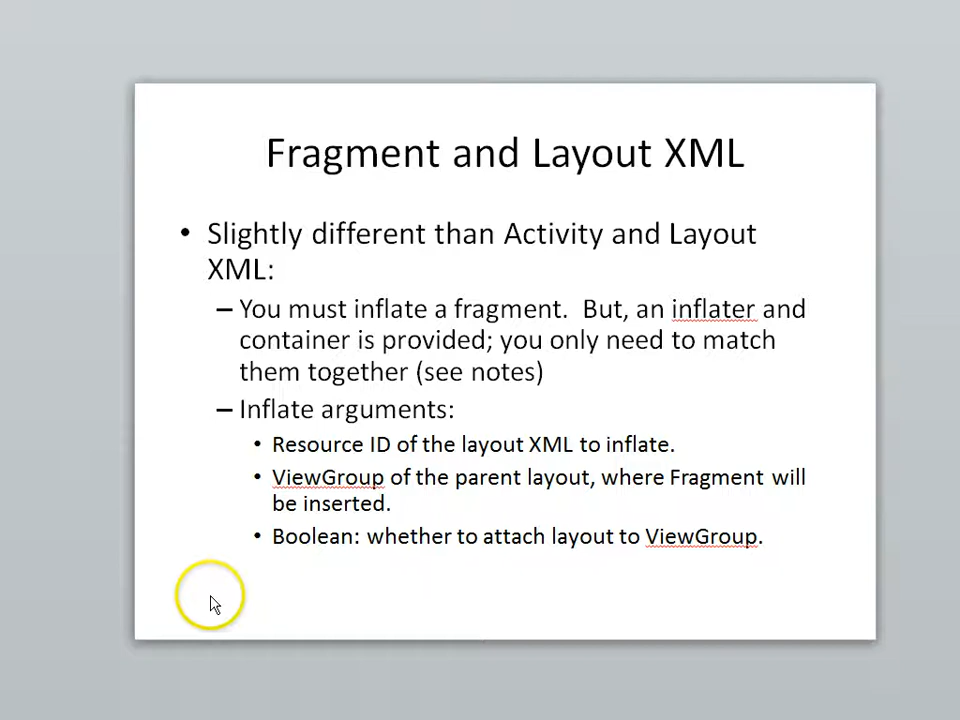 Fragment and Layout XML
• Slightly different than Activity and Layout
XML:
– You must inflate a fragment.  But, an inflater and
container is provided; you only need to match
them together (see notes)
– Inflate arguments:
• Resource ID of the layout XML to inflate.
• ViewGroup of the parent layout, where Fragment will
be inserted.
• Boolean: whether to attach layout to ViewGroup.